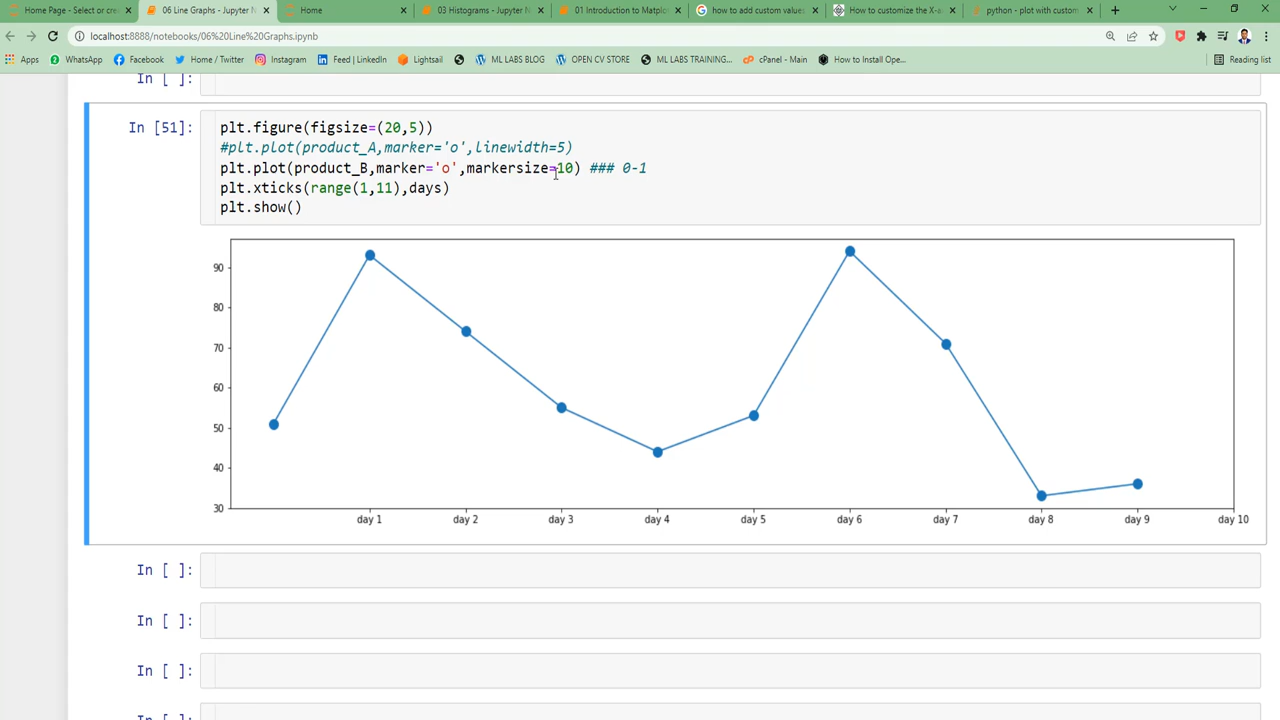 Home Page - Select or cre
06 Line Graphs - Jupyter N
Home
03 Histograms - Jupyter N
01 Introduction to Matplo
how to add custom values
How to customize the X-a
python - plot with custom
localhost:8888/notebooks/06%20Line%20Graphs.ipynb
Apps
WhatsApp
Facebook
Home / Twitter
Instagram
Feed | LinkedIn
Lightsail
ML LABS BLOG
OPEN CV STORE
ML LABS TRAINING...
cPanel - Main
How to Install Ope...
Reading list
In [ ]:
In [51]:
plt.figure(figsize=(20,5))
#plt.plot(product_A,marker='o',linewidth=5)
plt.plot(product_B,marker='o',markersize=10) ### 0-1
plt.xticks(range(1,11),days)
plt.show()
90
80
70
60
50
40
30
day 1 day 2 day 3 day 4 day 5 day 6 day 7 day 8 day 9 day 10
In [ ]:
In [ ]:
In [ ]:
In [ ]: